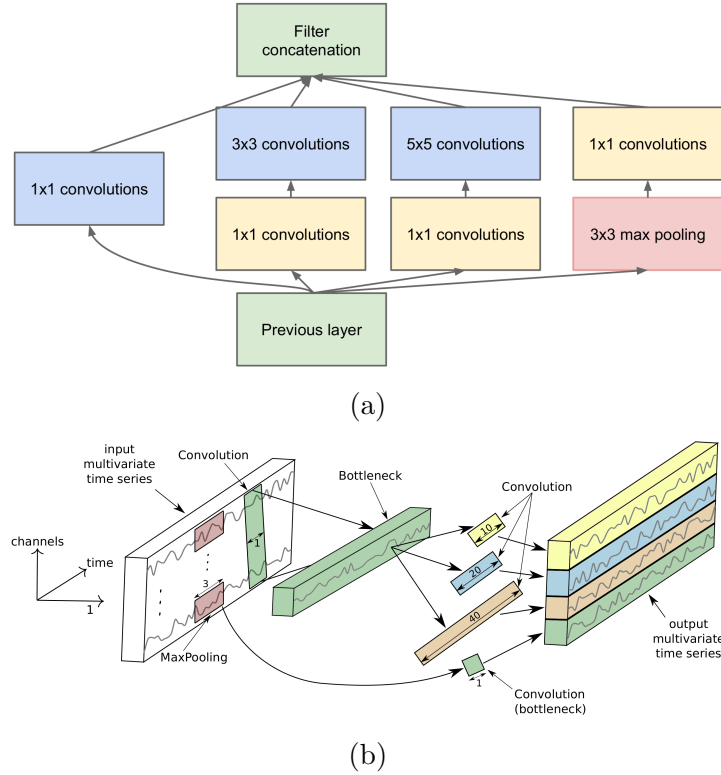 Filter
concatenation
3x3 convolutions
5x5 convolutions
1x1 convolutions
1x1 convolutions
1x1 convolutions
1x1 convolutions
3x3 max pooling
Previous layer
(a)
input
multivariate
time series
Convolution
Bottleneck
Convolution
channels
time
1
1
3
MaxPooling
10
20
40
1
Convolution
(bottleneck)
output
multivariate
time series
(b)